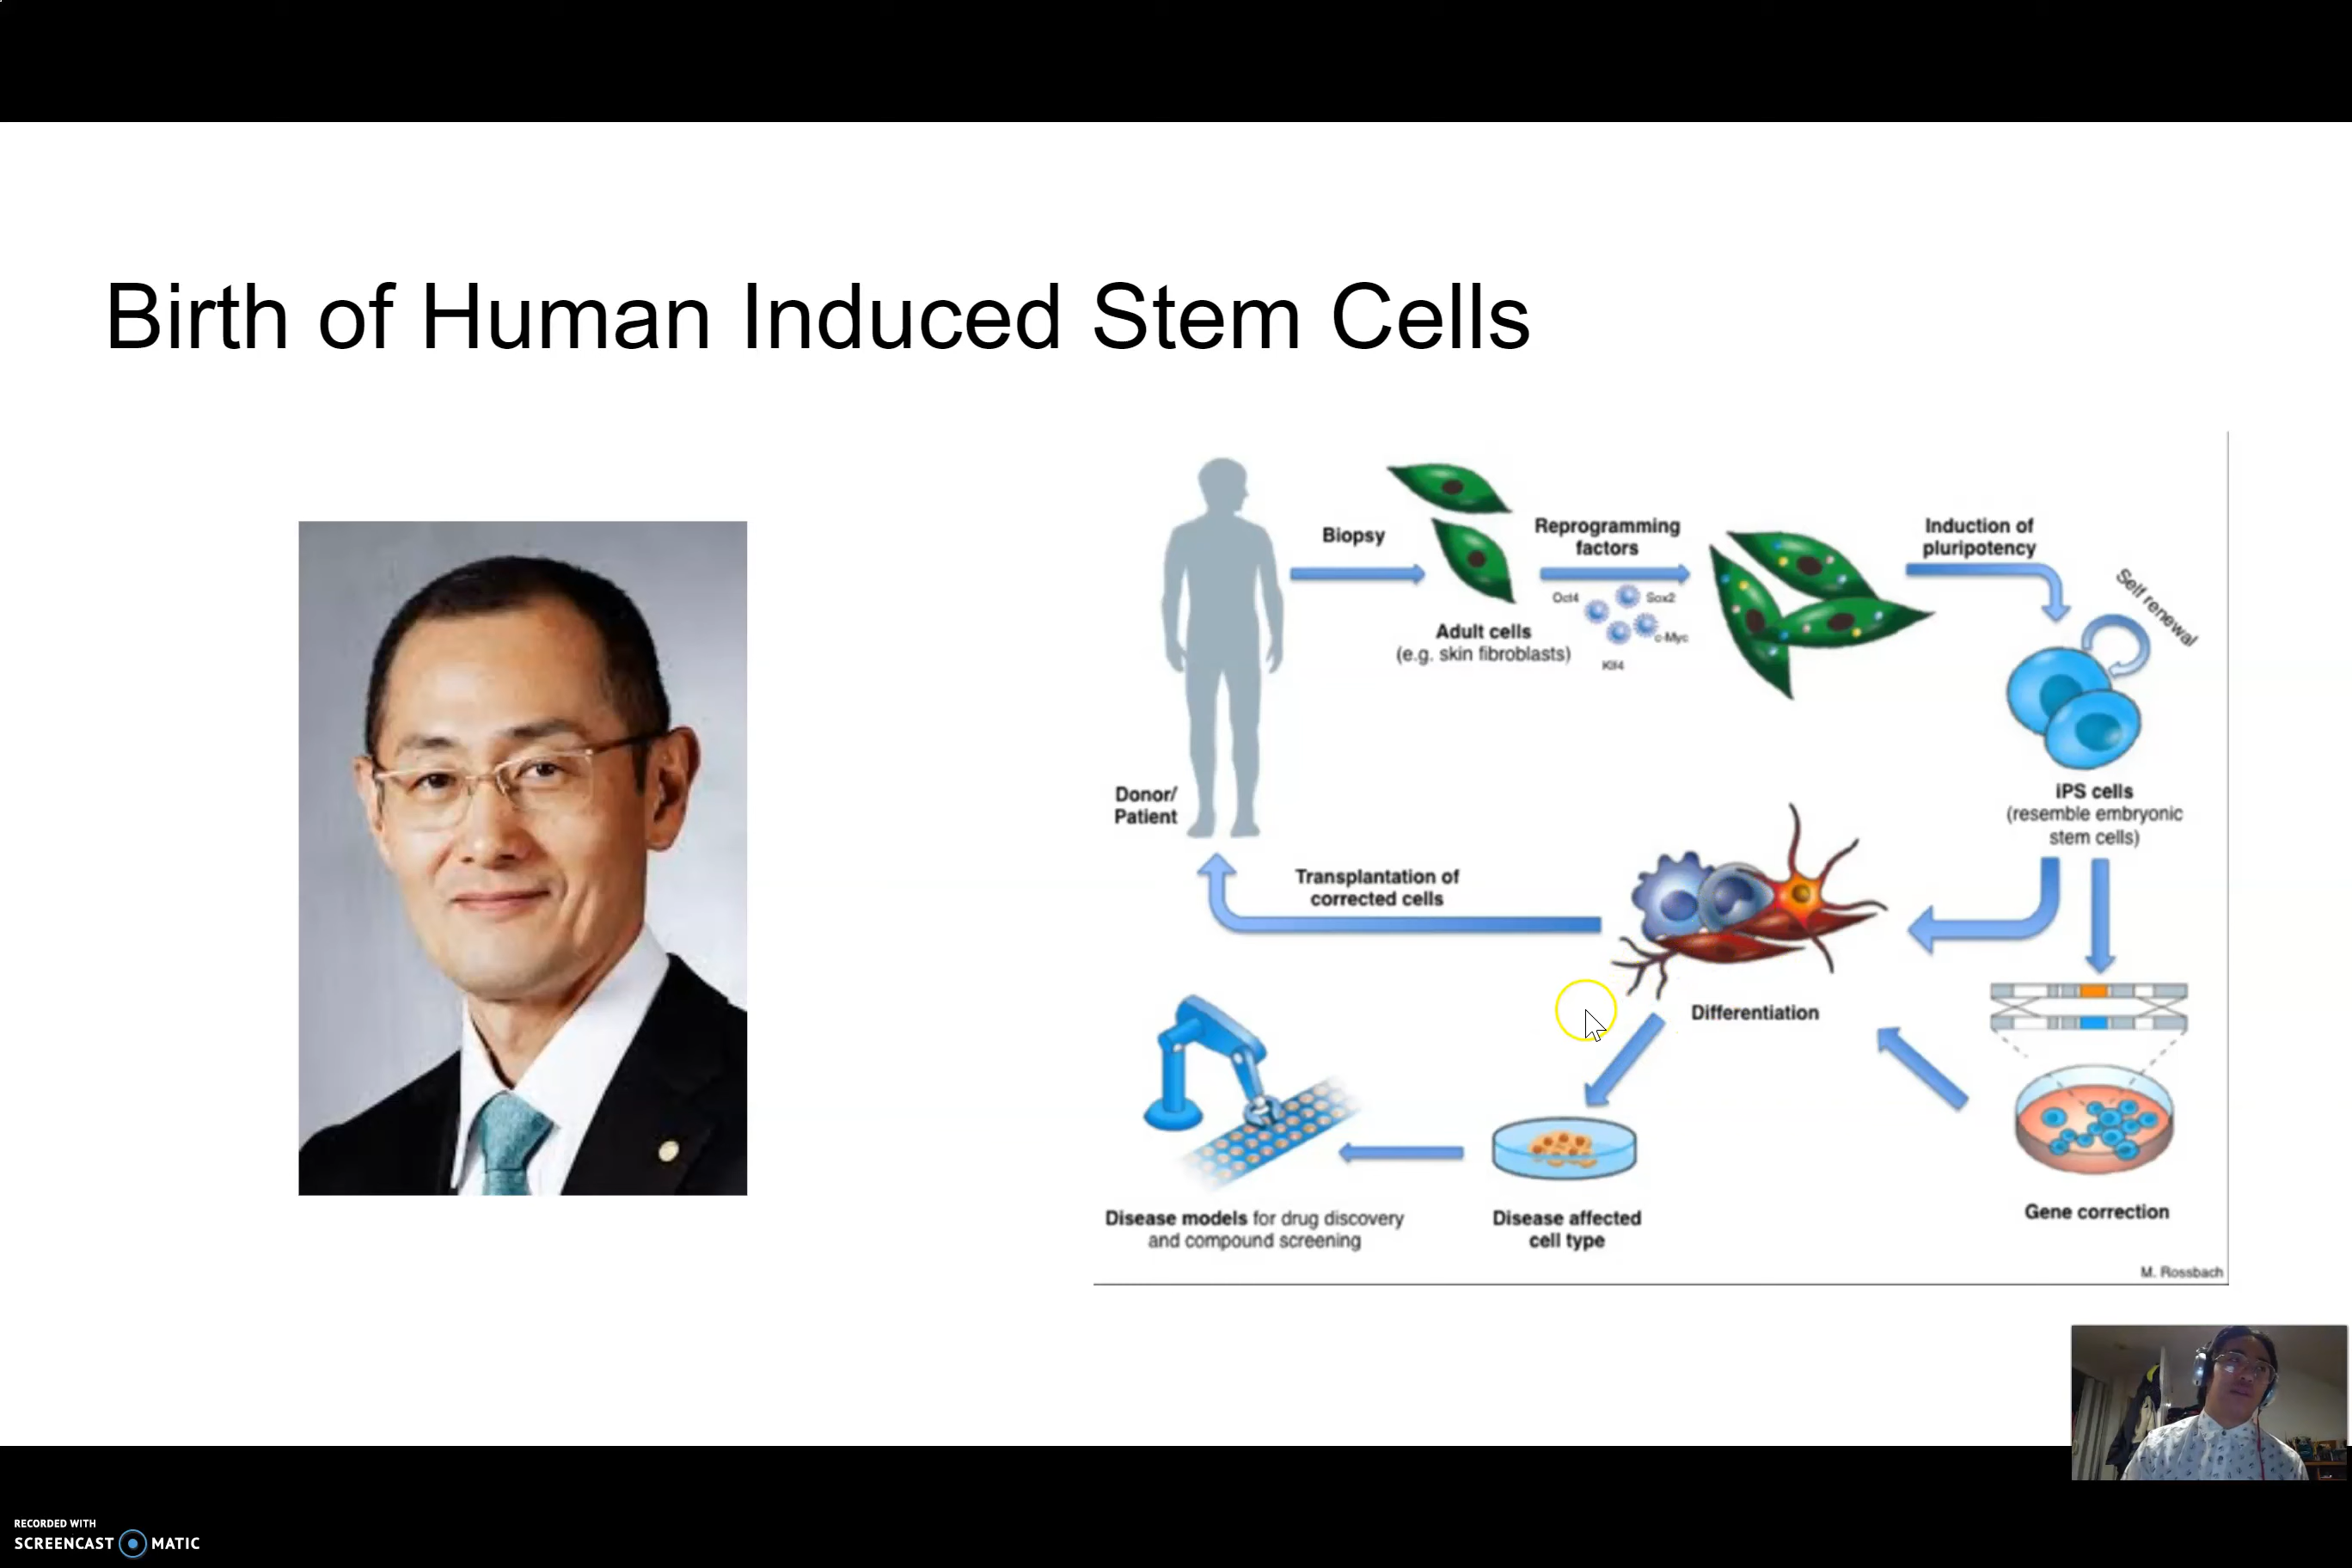 Birth of Human Induced Stem Cells
Biopsy
Reprogramming
factors
Induction of
pluripotency
Self renewal
Oct4
Sox2
c-Myc
Klf4
Adult cells
(e.g. skin fibroblasts)
Donor/
Patient
iPS cells
(resemble embryonic
stem cells)
Transplantation of
corrected cells
Differentiation
Disease models for drug discovery
and compound screening
Disease affected
cell type
Gene correction
M. Rossbach
RECORDED WITH
SCREENCAST MATIC